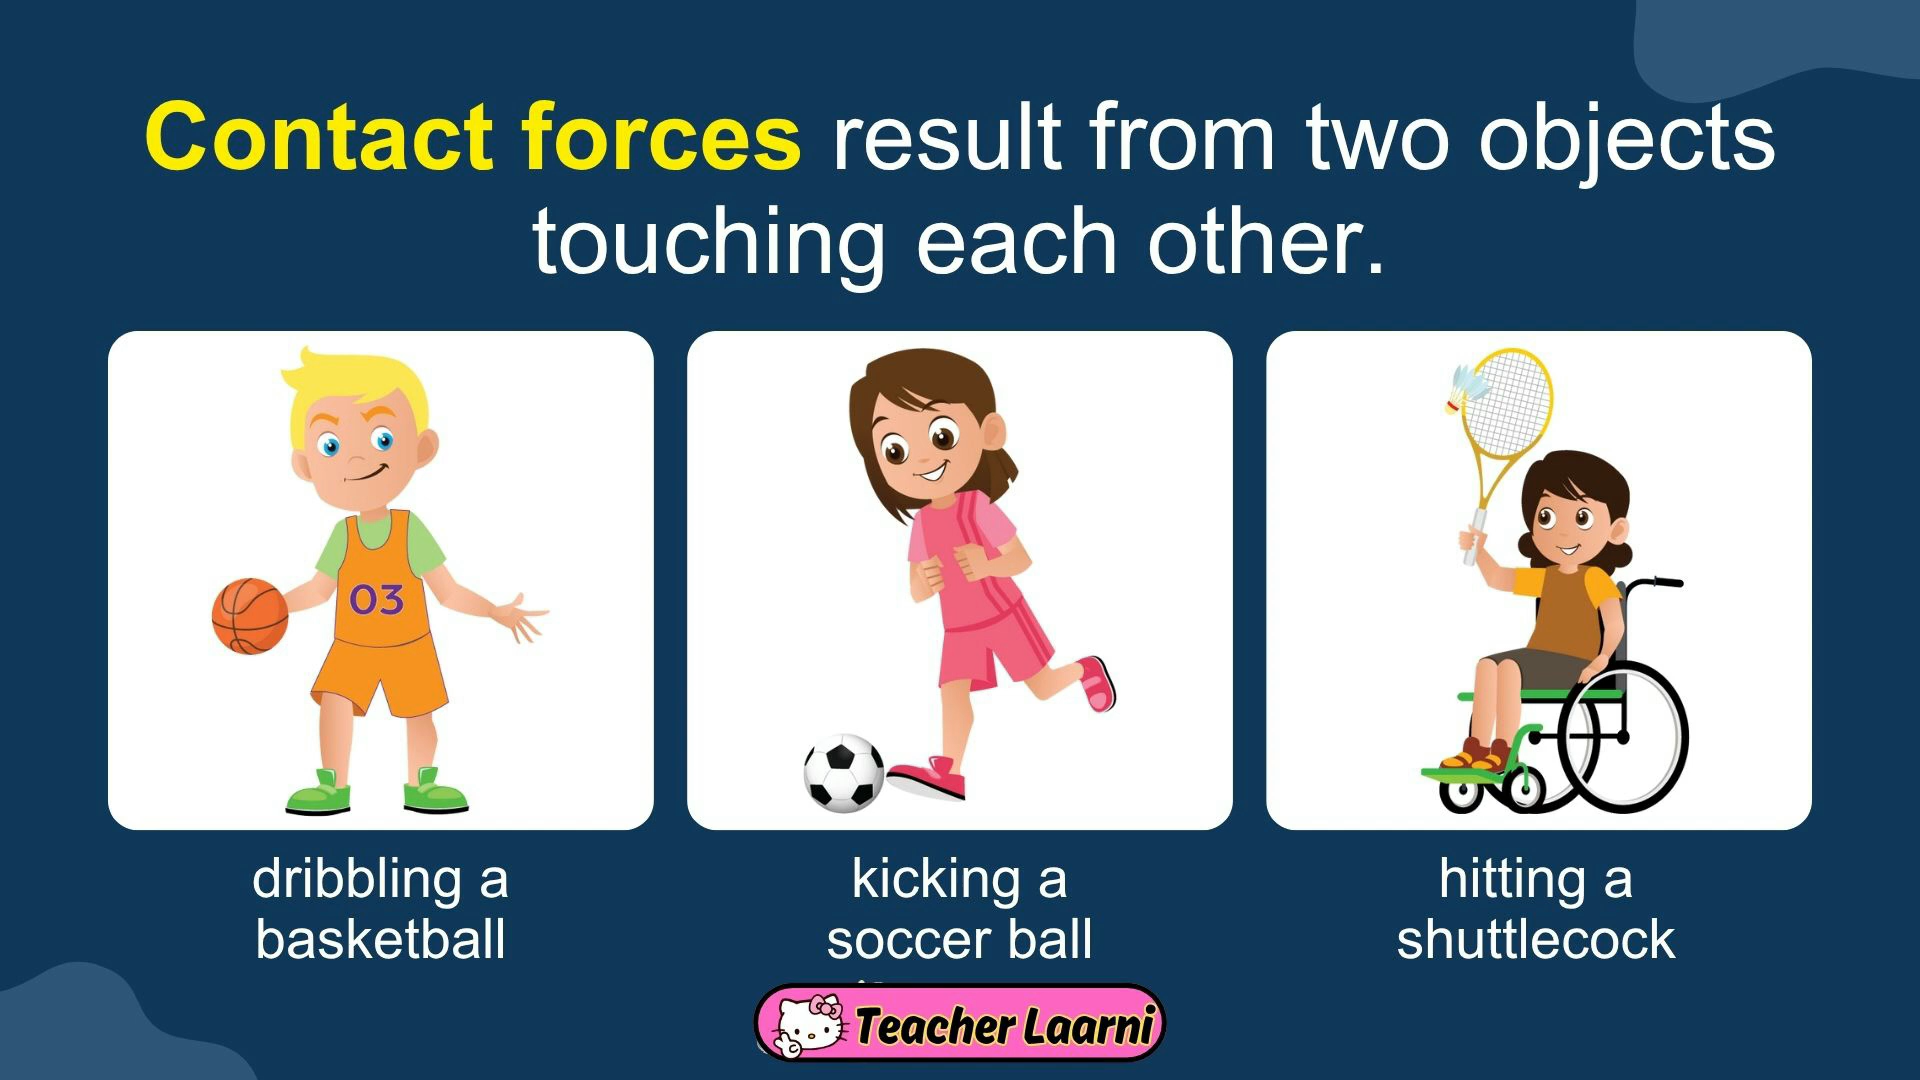 Contact forces result from two objects
touching each other.
03
dribbling a
basketball
kicking a
soccer ball
hitting a
shuttlecock
Teacher Laarni